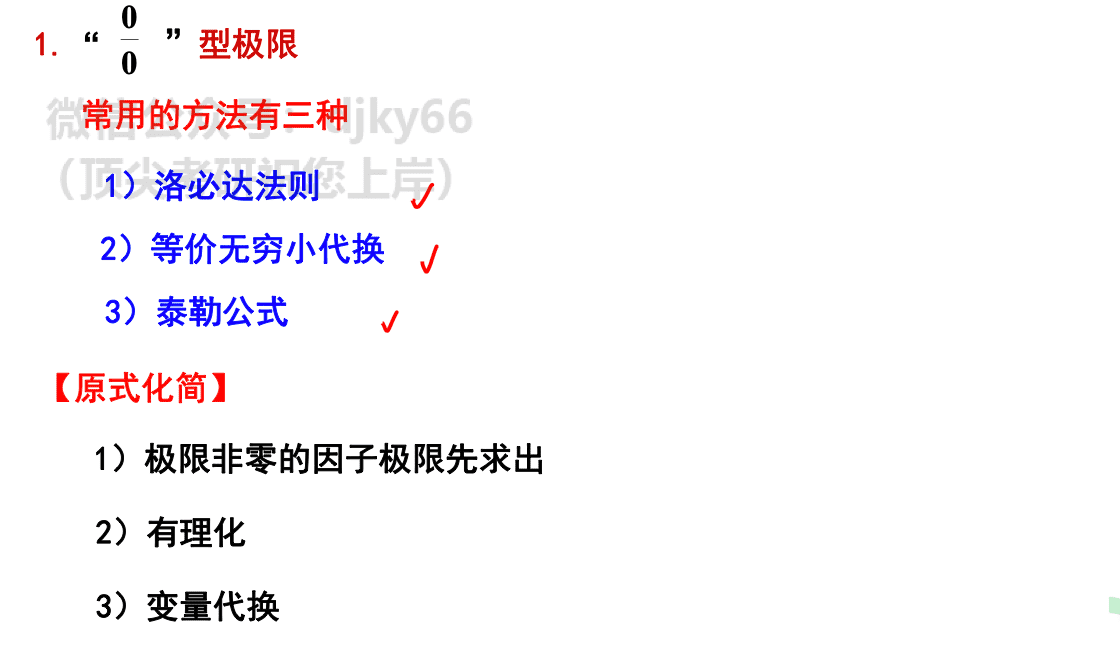 1. “ 0/0 ” 型极限
常用的方法有三种
微信公众号：djky66
（顶尖考研祝您上岸）
1）洛必达法则
2）等价无穷小代换
3）泰勒公式
【原式化简】
1）极限非零的因子极限先求出
2）有理化
3）变量代换